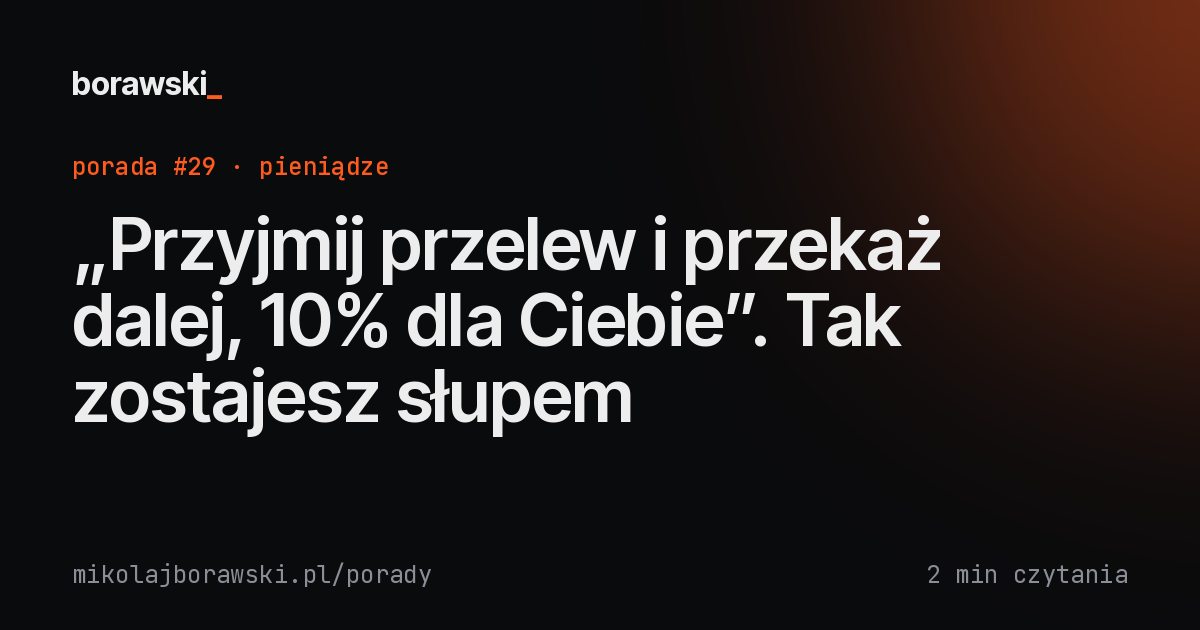 borawski_
porada #29 · pieniądze
„Przyjmij przelew i przekaż
dalej, 10% dla Ciebie”. Tak
zostajesz słupem
mikolajborawski.pl/porady
2 min czytania